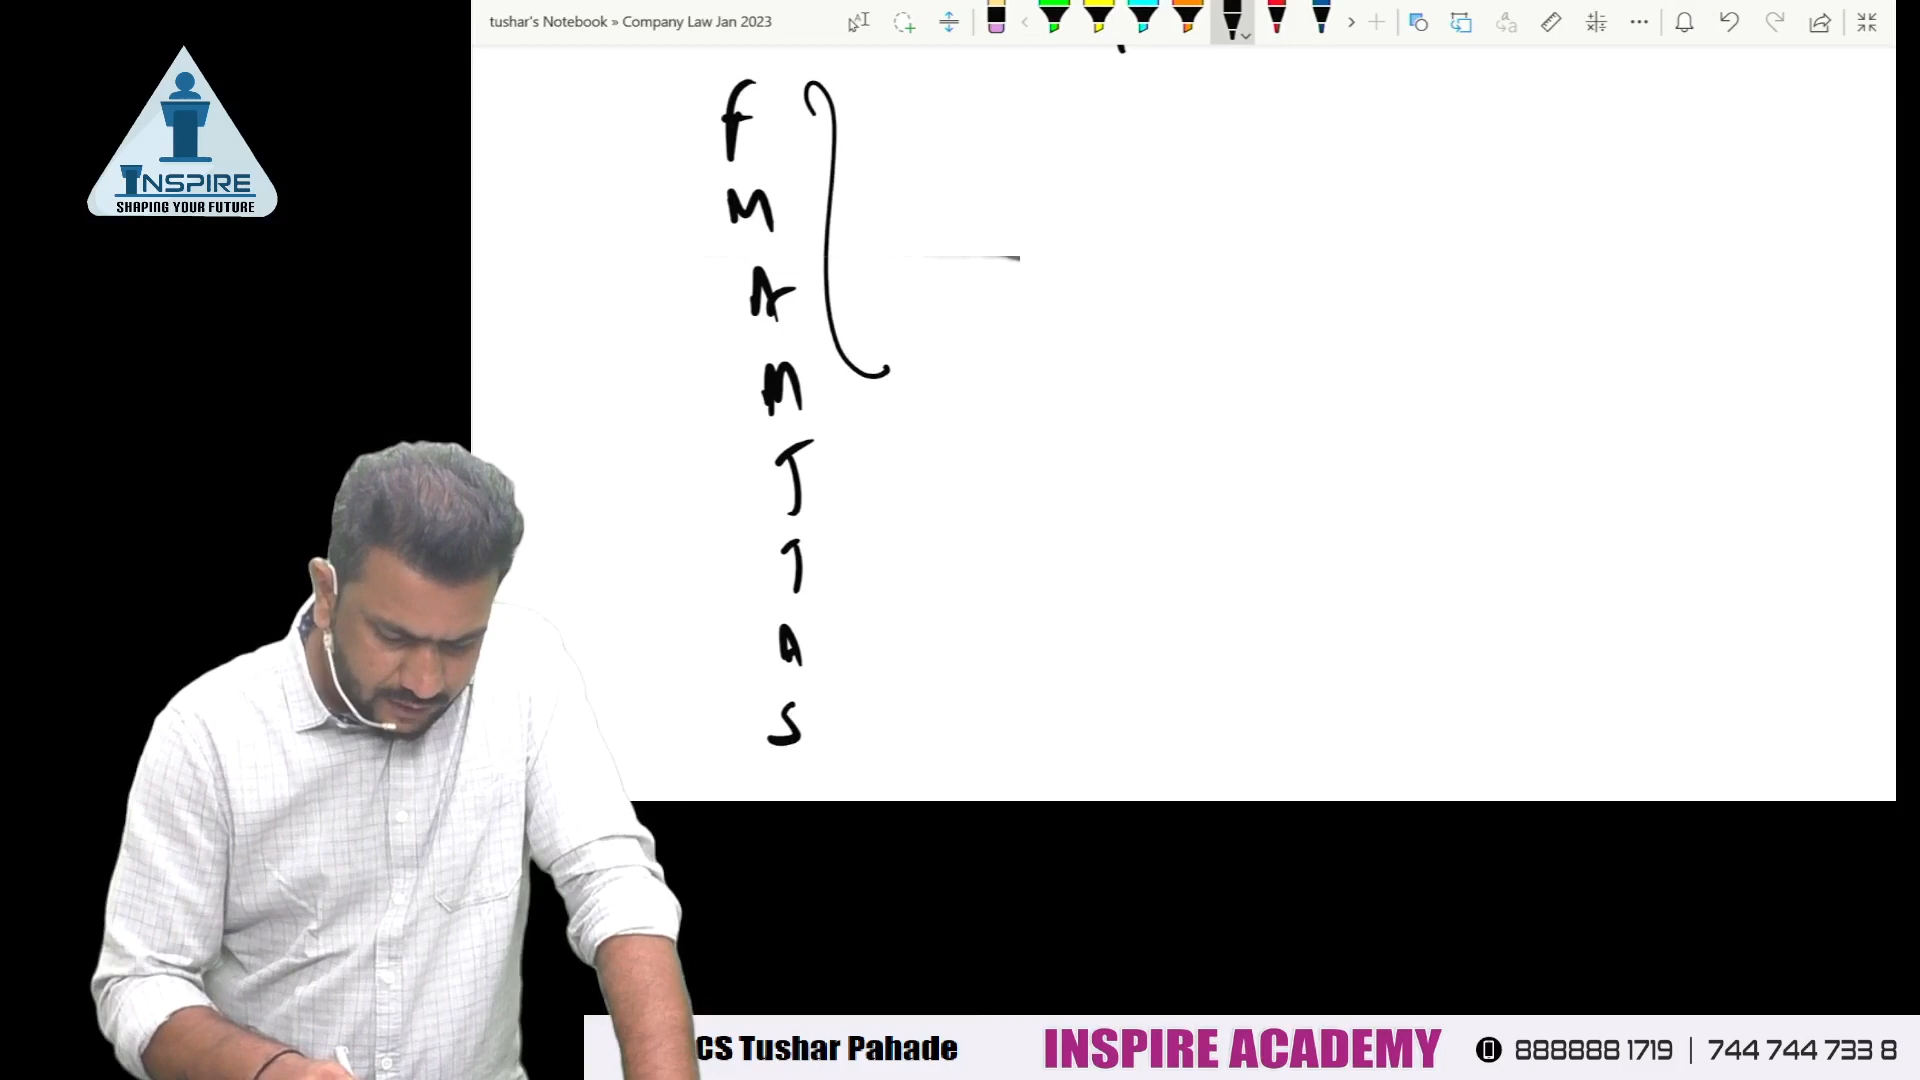 tushar's Notebook » Company Law Jan 2023
INSPIRE
SHAPING YOUR FUTURE
F
M
A
M
J
J
A
S
CS Tushar Pahade
INSPIRE ACADEMY
888888 1719 | 744 744 733 8